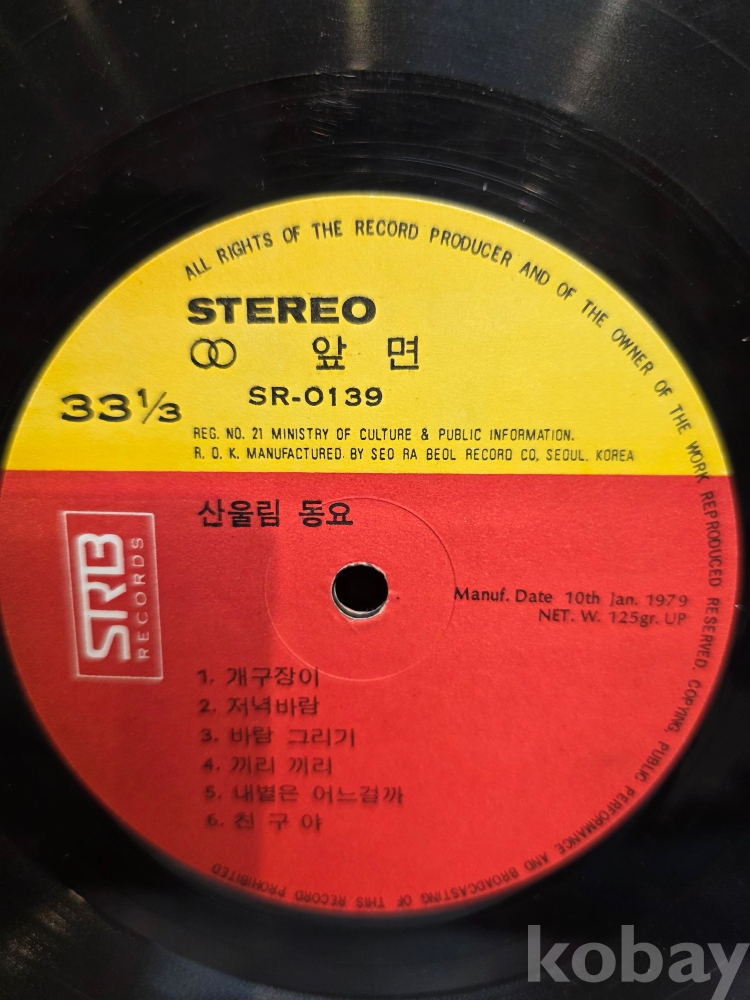 ALL RIGHTS OF THE RECORD PRODUCER AND OF THE OWNER OF THE WORK REPRODUCED RESERVED. COPYING, PUBLIC PERFORMANCE AND BROADCASTING OF THIS RECORD PROHIBITED
STEREO
앞 면
SR-0139
33⅓
REG. NO. 21 MINISTRY OF CULTURE & PUBLIC INFORMATION.
R. O. K. MANUFACTURED BY SEO RA BEOL RECORD CO, SEOUL. KOREA
산울림 동요
SRB
RECORDS
Manuf. Date 10th Jan. 1979
NET. W. 125gr. UP
1. 개구장이
2. 저녁바람
3. 바람 그리기
4. 끼리 끼리
5. 내별은 어느걸까
6. 친 구 야
kobay